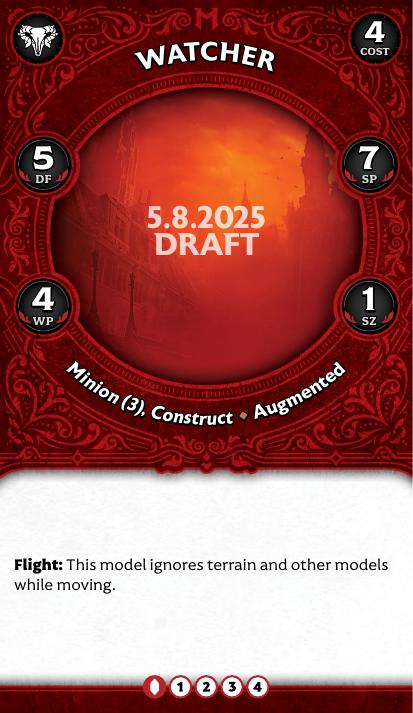 WATCHER
4
COST
5
DF
7
SP
5.8.2025
DRAFT
4
WP
1
SZ
Minion (3), Construct ◆ Augmented
Flight: This model ignores terrain and other models
while moving.
1 2 3 4